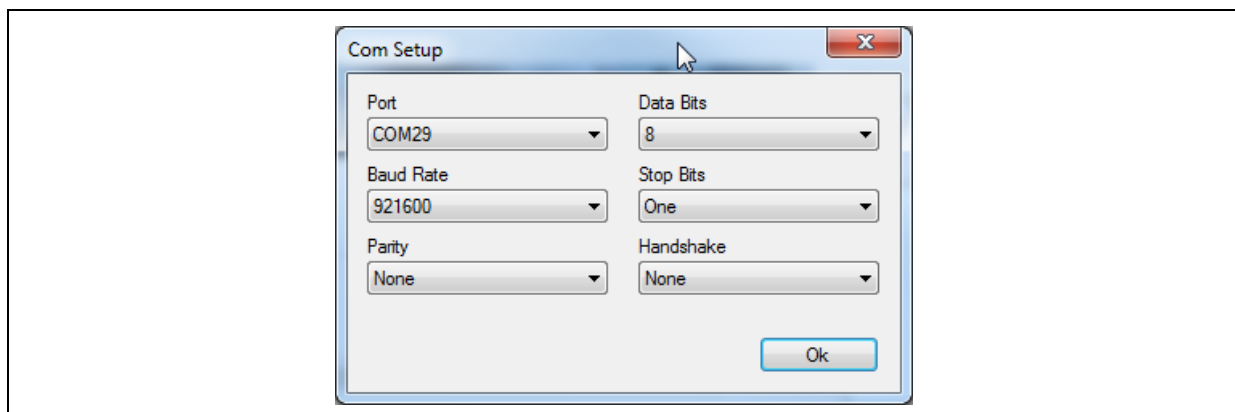 Com Setup
Port
Data Bits
COM29
8
Baud Rate
Stop Bits
921600
One
Parity
Handshake
None
None
Ok